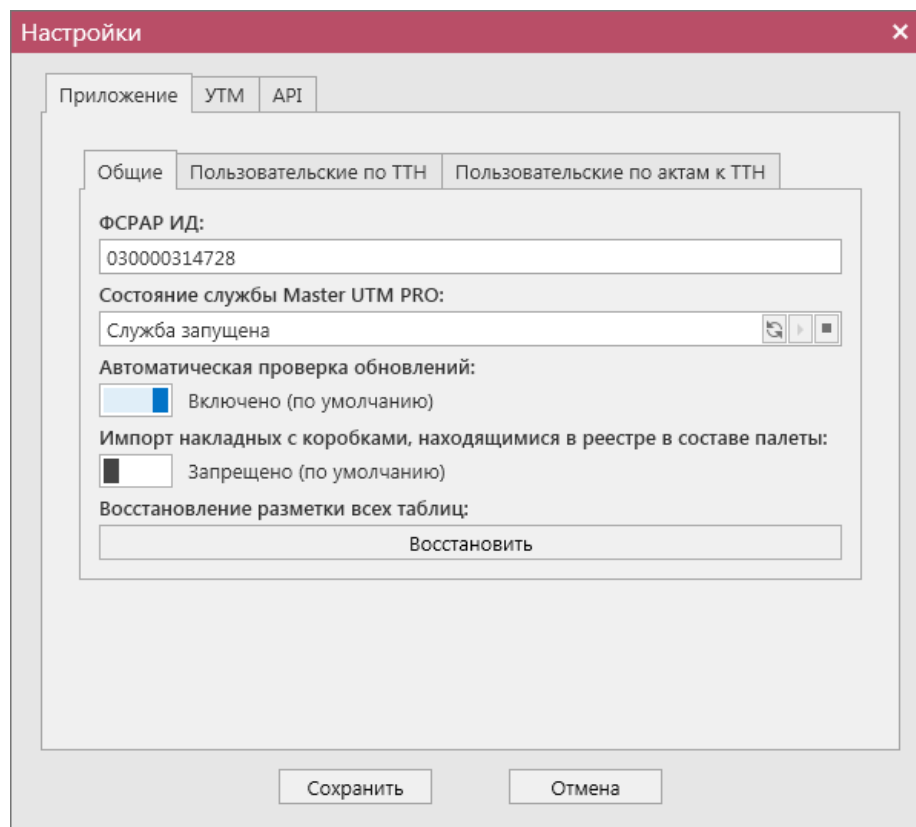 Настройки
Приложение УТМ API
Общие Пользовательские по ТТН Пользовательские по актам к ТТН
ФСРАР ИД:
030000314728
Состояние службы Master UTM PRO:
Служба запущена
Автоматическая проверка обновлений:
Включено (по умолчанию)
Импорт накладных с коробками, находящимися в реестре в составе палеты:
Запрещено (по умолчанию)
Восстановление разметки всех таблиц:
Восстановить
Сохранить Отмена